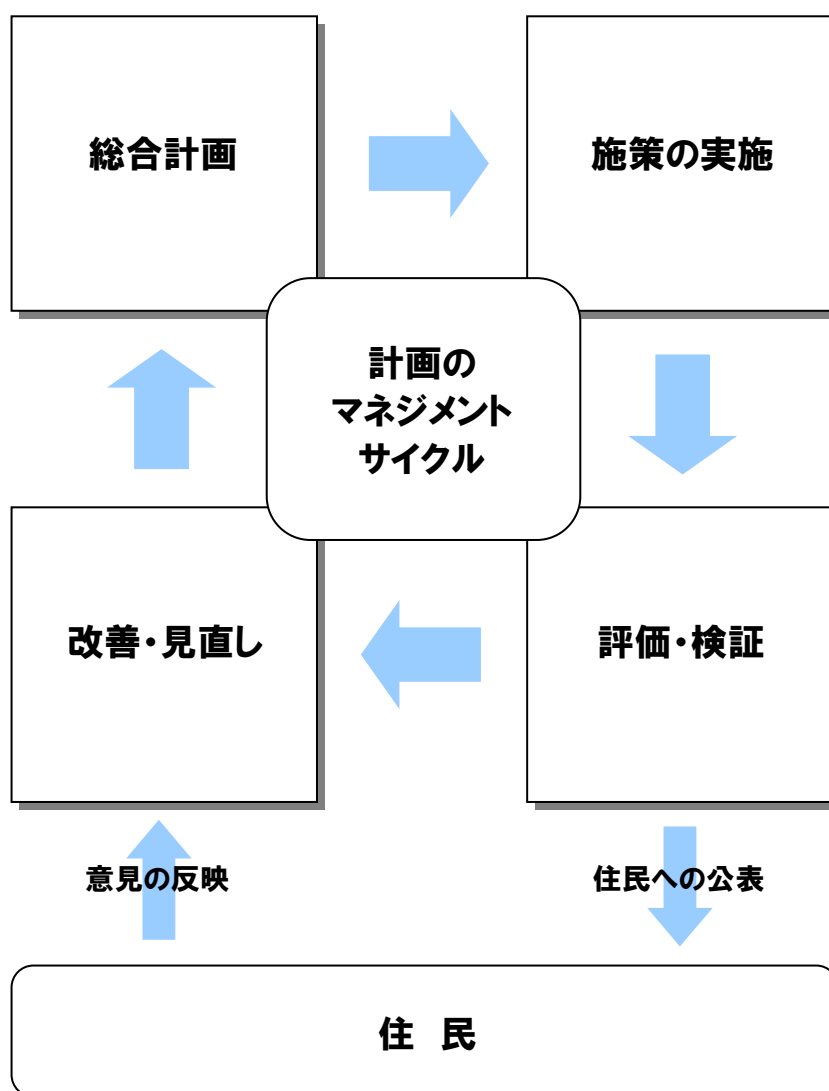 総合計画
施策の実施
計画の
マネジメント
サイクル
改善・見直し
評価・検証
意見の反映
住民への公表
住 民